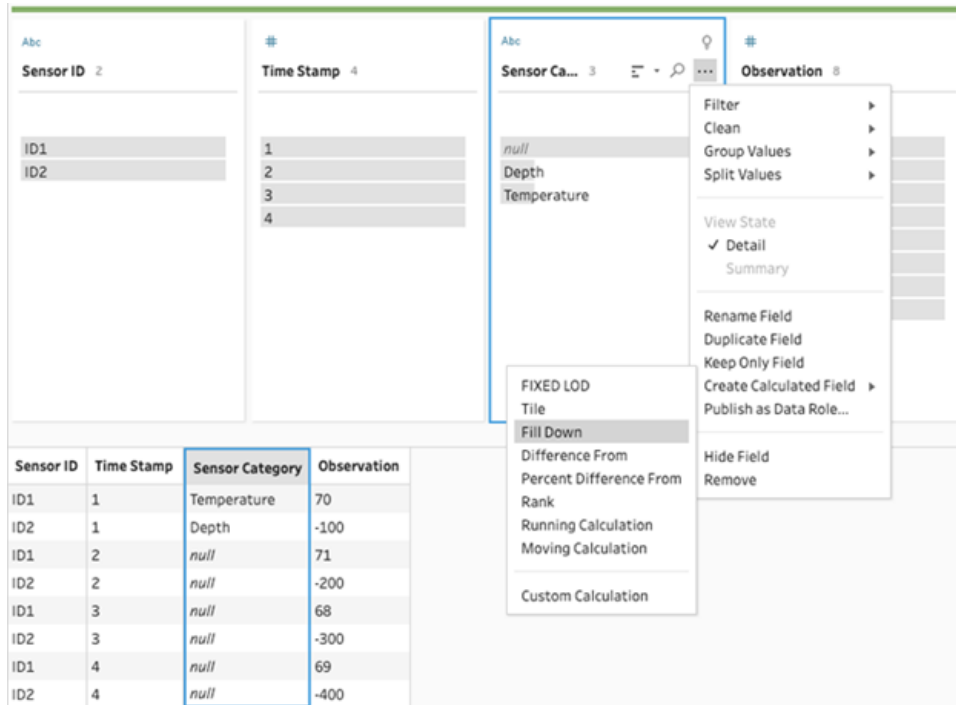 Abc
Sensor ID 2
ID1
ID2
#
Time Stamp 4
1
2
3
4
Abc
Sensor Ca... 3
null
Depth
Temperature
#
Observation 8
Filter
Clean
Group Values
Split Values
View State
✓ Detail
Summary
Rename Field
Duplicate Field
Keep Only Field
Create Calculated Field
Publish as Data Role...
Hide Field
Remove
FIXED LOD
Tile
Fill Down
Difference From
Percent Difference From
Rank
Running Calculation
Moving Calculation
Custom Calculation
Sensor ID Time Stamp Sensor Category Observation
ID1 1 Temperature 70
ID2 1 Depth -100
ID1 2 null 71
ID2 2 null -200
ID1 3 null 68
ID2 3 null -300
ID1 4 null 69
ID2 4 null -400